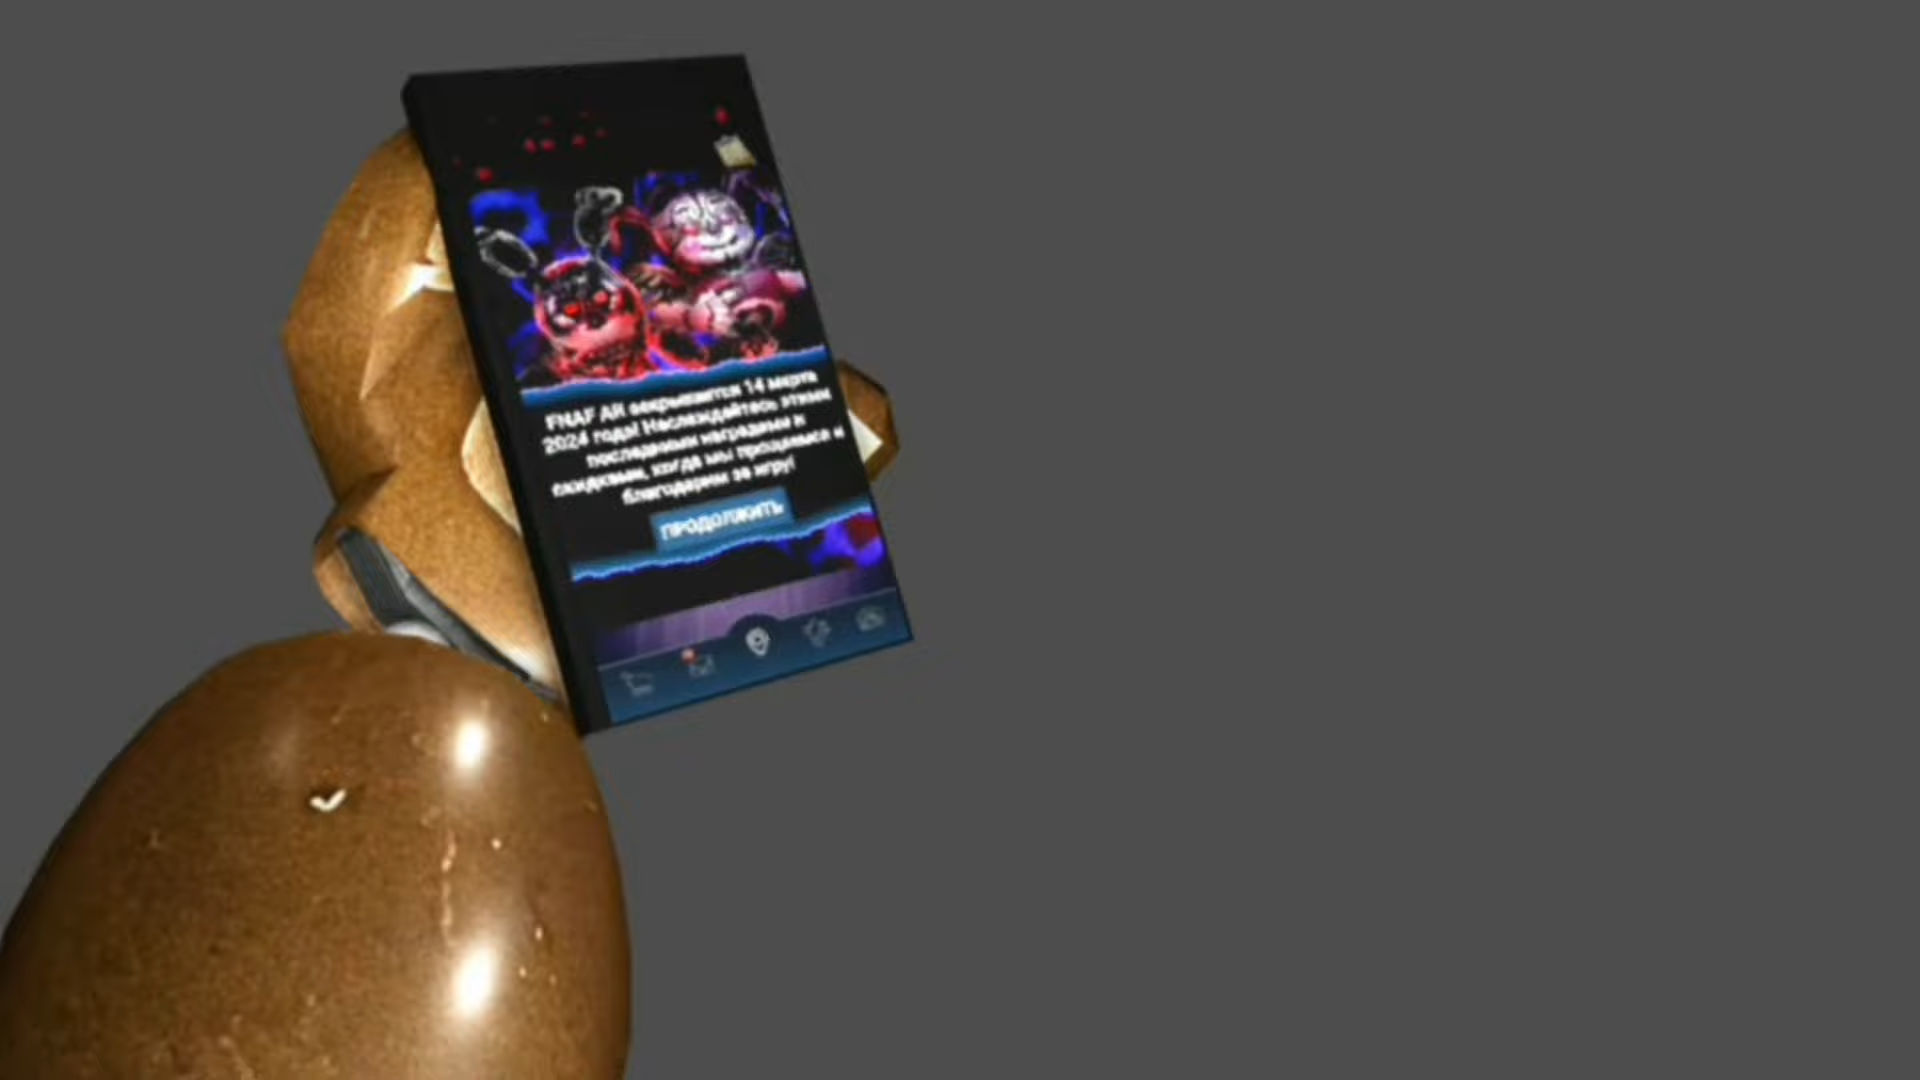 FNAF AR закрывается 14 марта
2024 года! Наслаждайтесь этими
последними наградами и
скидками, когда мы прощаемся и
благодарим за игру!
ПРОДОЛЖИТЬ